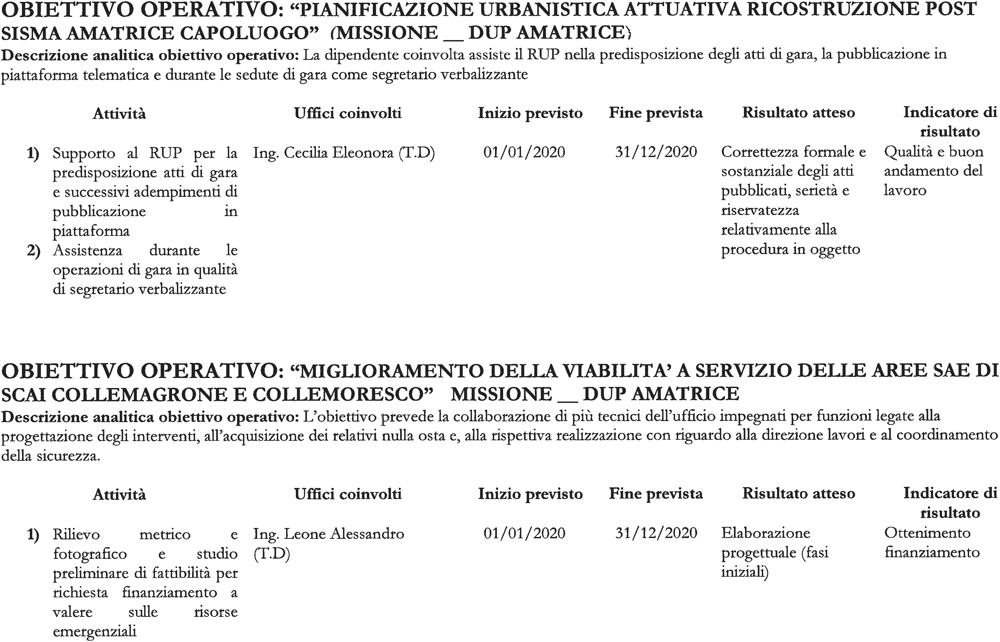 OBIETTIVO OPERATIVO: “PIANIFICAZIONE URBANISTICA ATTUATIVA RICOSTRUZIONE POST
SISMA AMATRICE CAPOLUOGO” (MISSIONE __ DUP AMATRICE)
Descrizione analitica obiettivo operativo: La dipendente coinvolta assiste il RUP nella predisposizione degli atti di gara, la pubblicazione in
piattaforma telematica e durante le sedute di gara come segretario verbalizzante
Attività Uffici coinvolti Inizio previsto Fine prevista Risultato atteso Indicatore di
risultato
1) Supporto al RUP per la Ing. Cecilia Eleonora (T.D) 01/01/2020 31/12/2020 Correttezza formale e Qualità e buon
predisposizione atti di gara sostanziale degli atti andamento del
e successivi adempimenti di pubblicati, serietà e lavoro
pubblicazione in riservatezza
piattaforma relativamente alla
2) Assistenza durante le procedura in oggetto
operazioni di gara in qualità
di segretario verbalizzante
OBIETTIVO OPERATIVO: “MIGLIORAMENTO DELLA VIABILITA’ A SERVIZIO DELLE AREE SAE DI
SCAI COLLEMAGRONE E COLLEMORESCO” MISSIONE __ DUP AMATRICE
Descrizione analitica obiettivo operativo: L’obiettivo prevede la collaborazione di più tecnici dell’ufficio impegnati per funzioni legate alla
progettazione degli interventi, all’acquisizione dei relativi nulla osta e, alla rispettiva realizzazione con riguardo alla direzione lavori e al coordinamento
della sicurezza.
Attività Uffici coinvolti Inizio previsto Fine prevista Risultato atteso Indicatore di
risultato
1) Rilievo metrico e Ing. Leone Alessandro 01/01/2020 31/12/2020 Elaborazione Ottenimento
fotografico e studio (T.D) progettuale (fasi finanziamento
preliminare di fattibilità per iniziali)
richiesta finanziamento a
valere sulle risorse
emergenziali